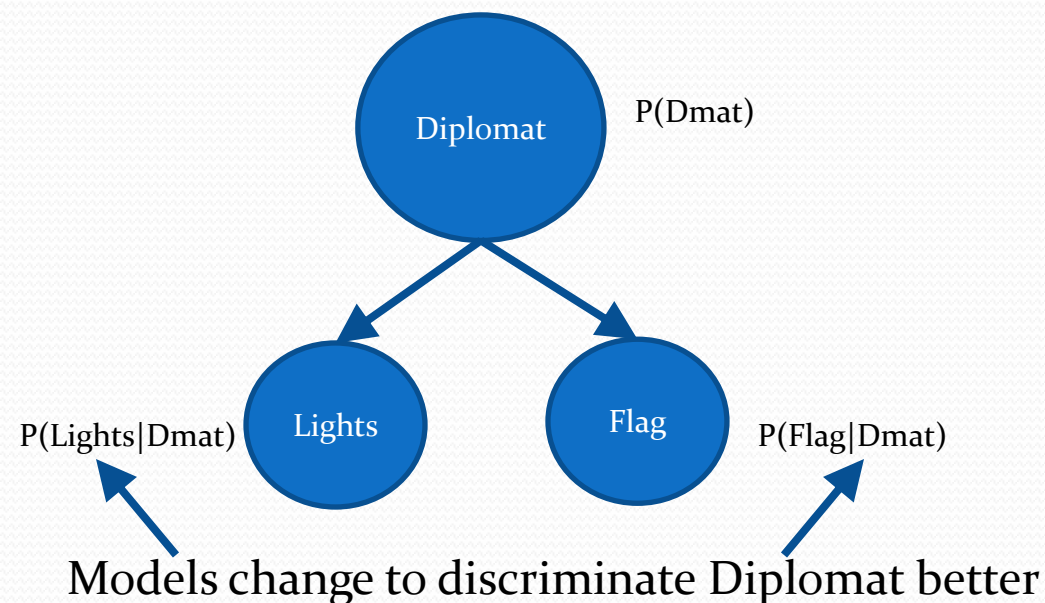 Diplomat
P(Dmat)
Lights
Flag
P(Lights|Dmat)
P(Flag|Dmat)
Models change to discriminate Diplomat better